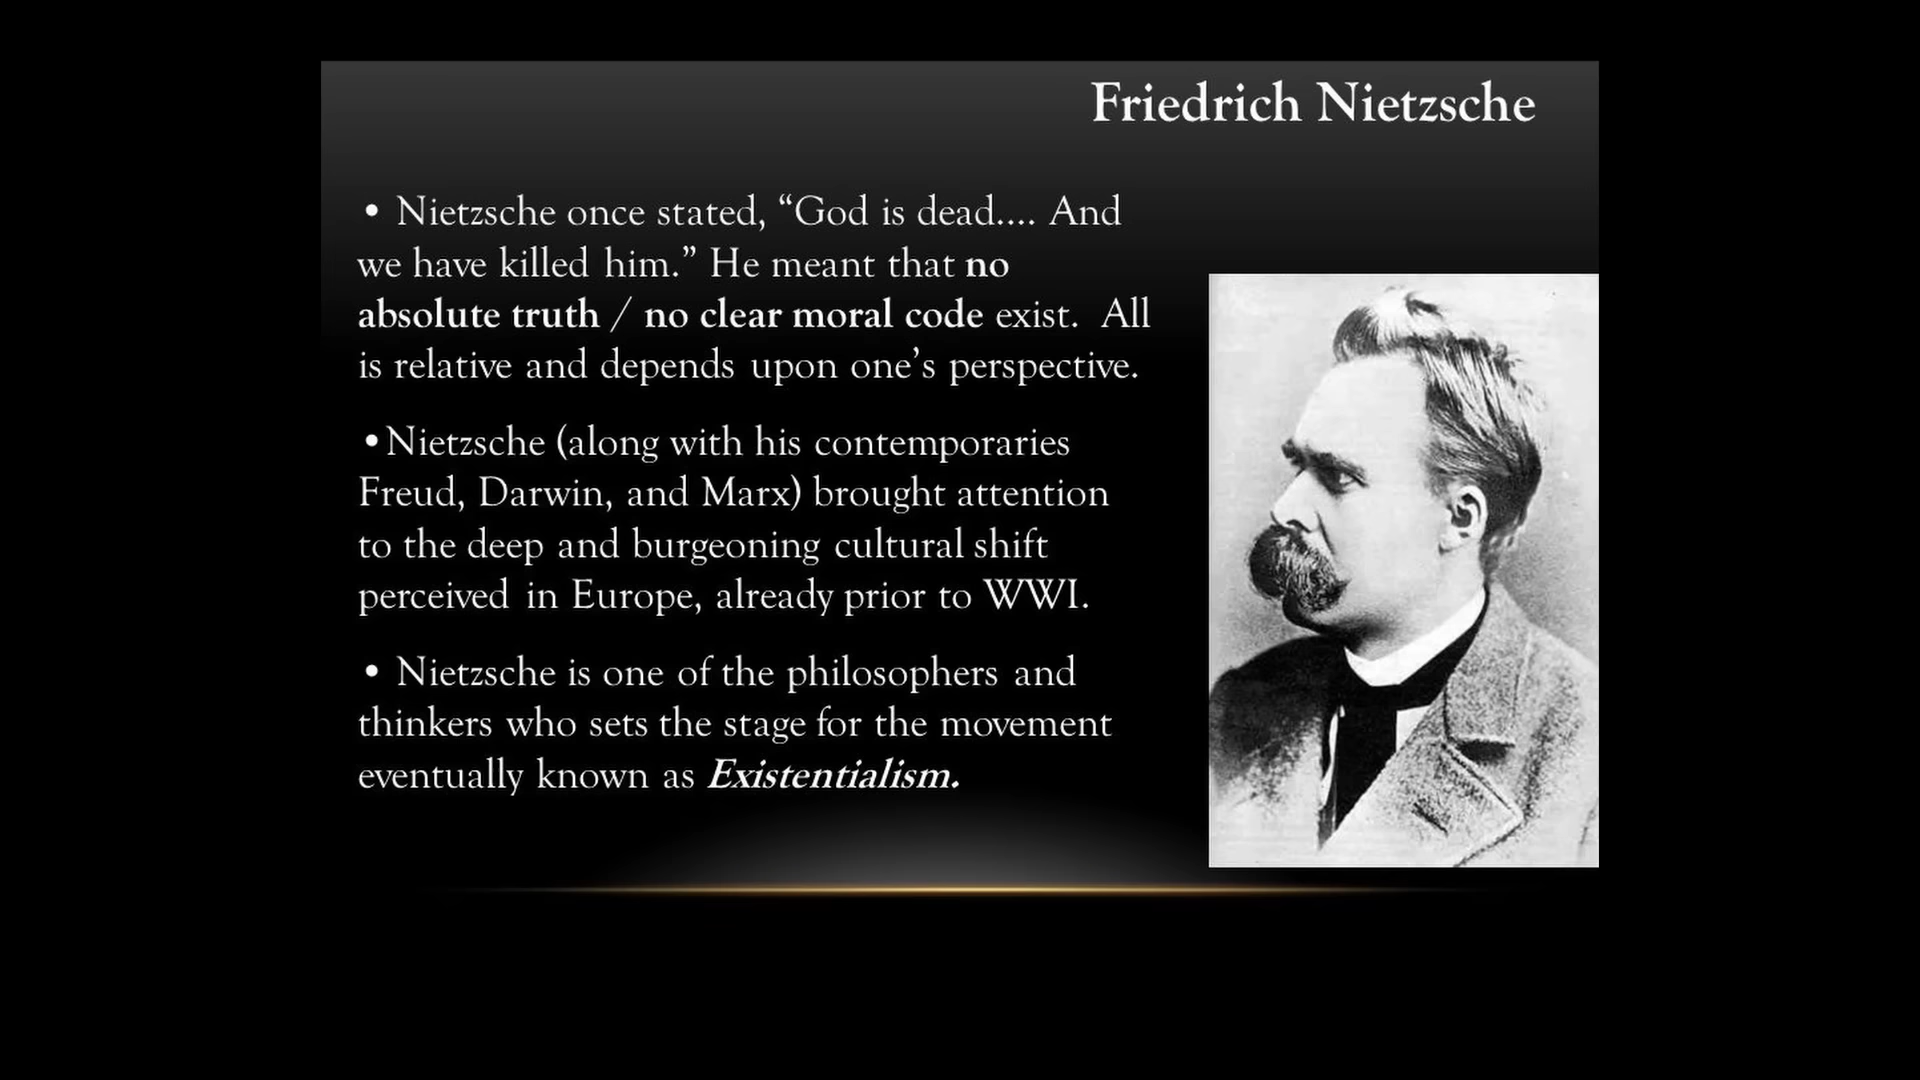 Friedrich Nietzsche
• Nietzsche once stated, “God is dead.... And
we have killed him.” He meant that no
absolute truth / no clear moral code exist.  All
is relative and depends upon one’s perspective.
•Nietzsche (along with his contemporaries
Freud, Darwin, and Marx) brought attention
to the deep and burgeoning cultural shift
perceived in Europe, already prior to WWI.
• Nietzsche is one of the philosophers and
thinkers who sets the stage for the movement
eventually known as Existentialism.